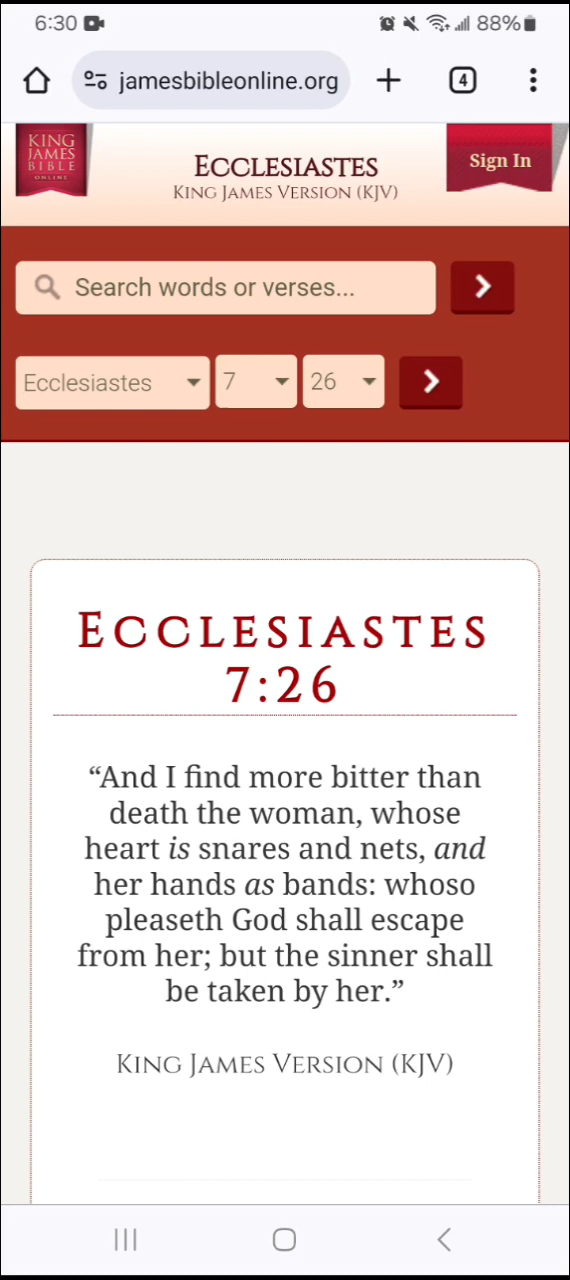 6:30 88%
jamesbibleonline.org 4
KING
JAMES
BIBLE
ONLINE
Ecclesiastes
King James Version (KJV)
Sign In
Search words or verses...
Ecclesiastes 7 26
Ecclesiastes
7:26
“And I find more bitter than
death the woman, whose
heart is snares and nets, and
her hands as bands: whoso
pleaseth God shall escape
from her; but the sinner shall
be taken by her.”
King James Version (KJV)